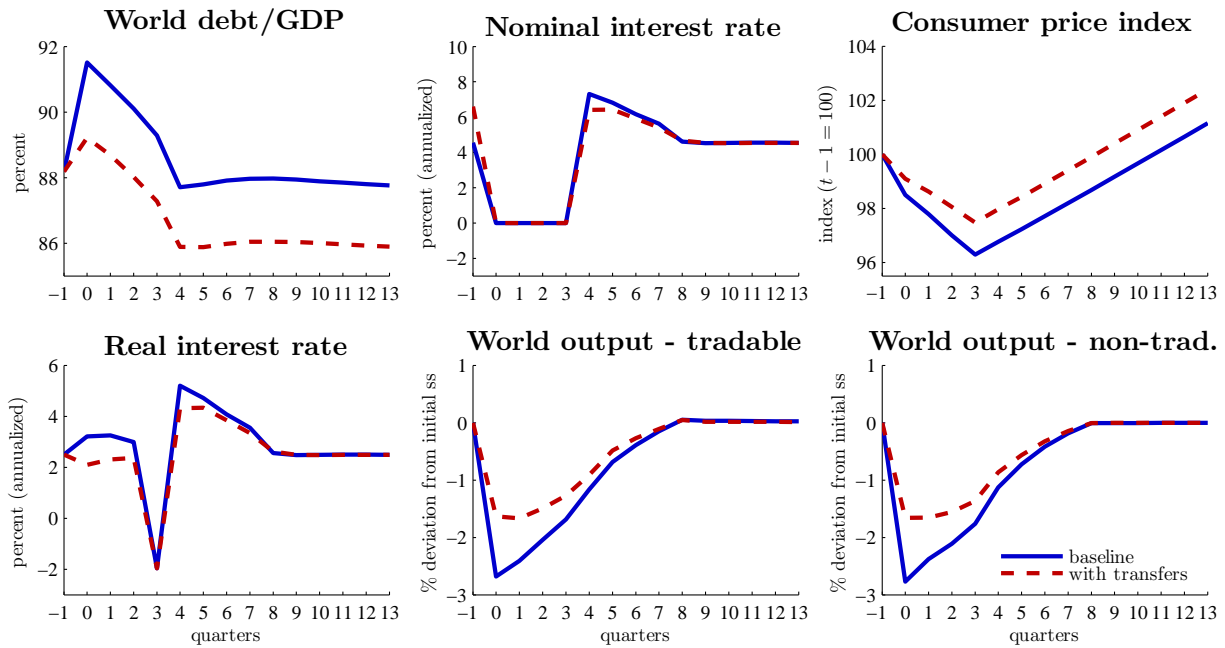 World debt/GDP
percent
92
90
88
86
−1 0 1 2 3 4 5 6 7 8 9 10 11 12 13
Nominal interest rate
percent (annualized)
10
8
6
4
2
0
−2
−1 0 1 2 3 4 5 6 7 8 9 10 11 12 13
Consumer price index
index (t − 1 = 100)
104
102
100
98
96
−1 0 1 2 3 4 5 6 7 8 9 10 11 12 13
Real interest rate
percent (annualized)
6
4
2
0
−2
−1 0 1 2 3 4 5 6 7 8 9 10 11 12 13
quarters
World output - tradable
% deviation from initial ss
1
0
−1
−2
−3
−1 0 1 2 3 4 5 6 7 8 9 10 11 12 13
World output - non-trad.
% deviation from initial ss
1
0
−1
−2
−3
baseline
with transfers
−1 0 1 2 3 4 5 6 7 8 9 10 11 12 13
quarters